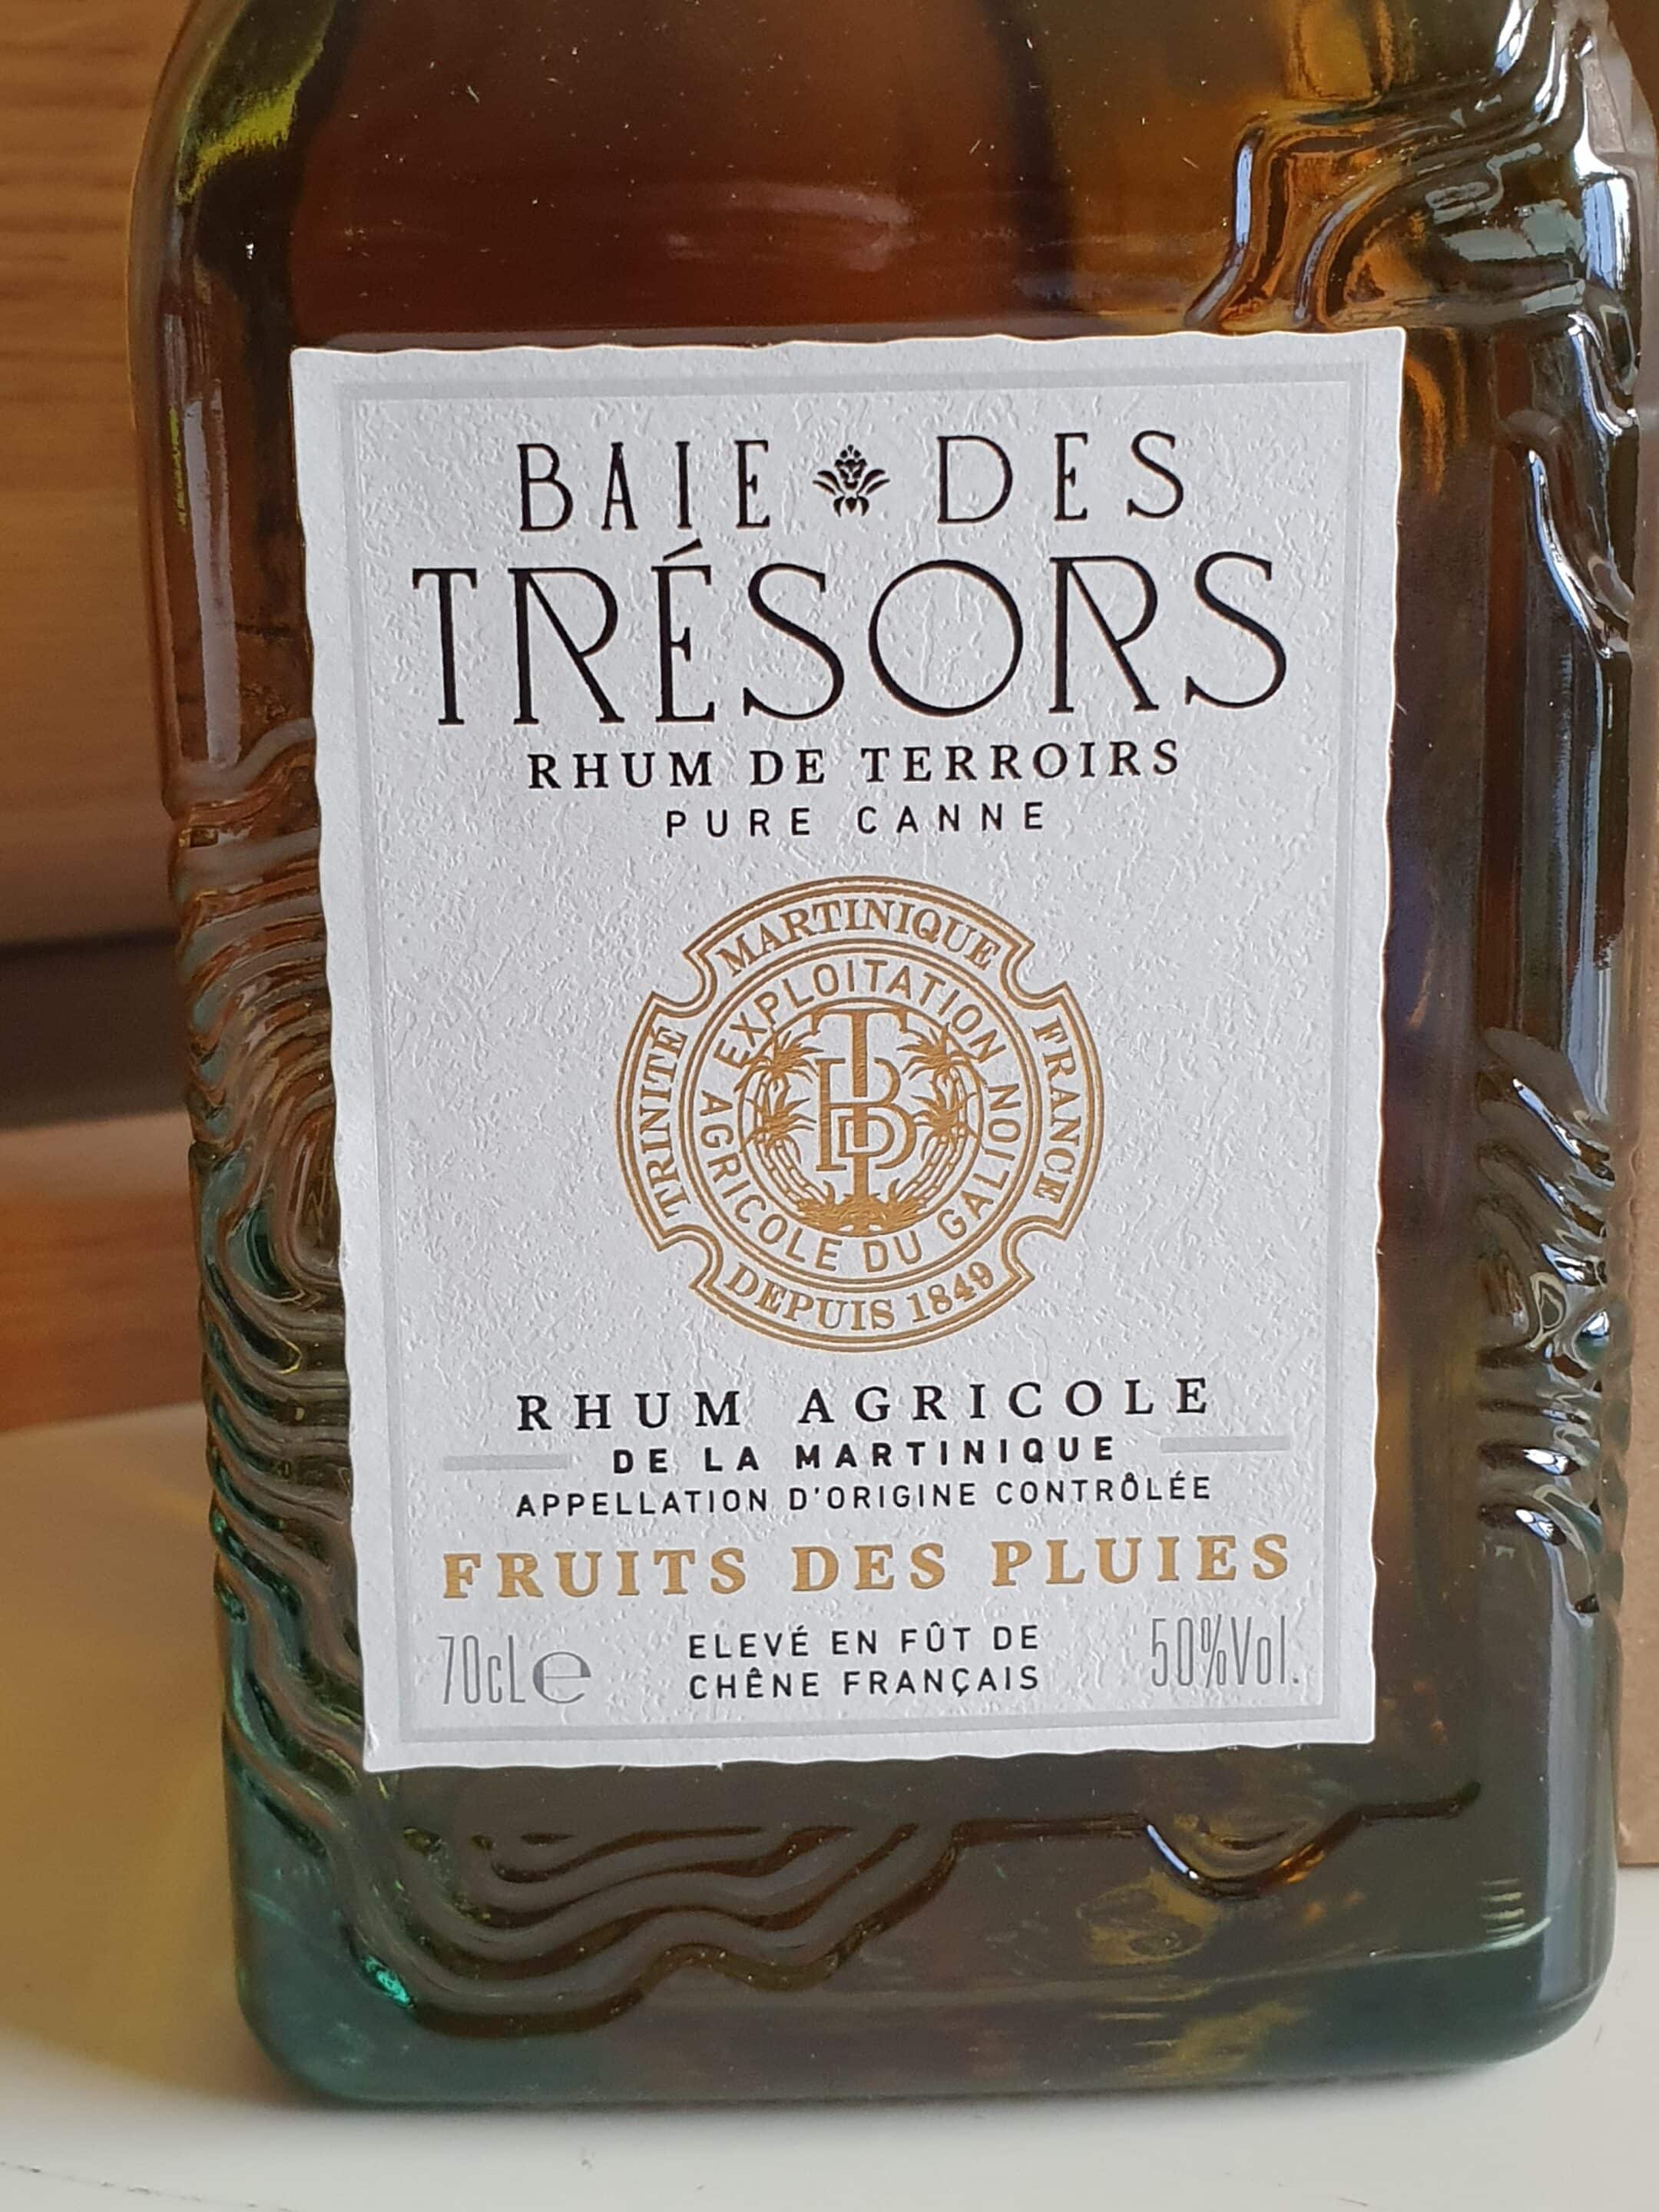 BAIE DES
TRÉSORS
RHUM DE TERROIRS
PURE CANNE
MARTINIQUE
FRANCE
TRINITÉ
DEPUIS 1849
EXPLOITATION
AGRICOLE DU GALION
BDT
RHUM AGRICOLE
DE LA MARTINIQUE
APPELLATION D'ORIGINE CONTRÔLÉE
FRUITS DES PLUIES
70cl e
ELEVÉ EN FÛT DE
CHÊNE FRANÇAIS
50%Vol.